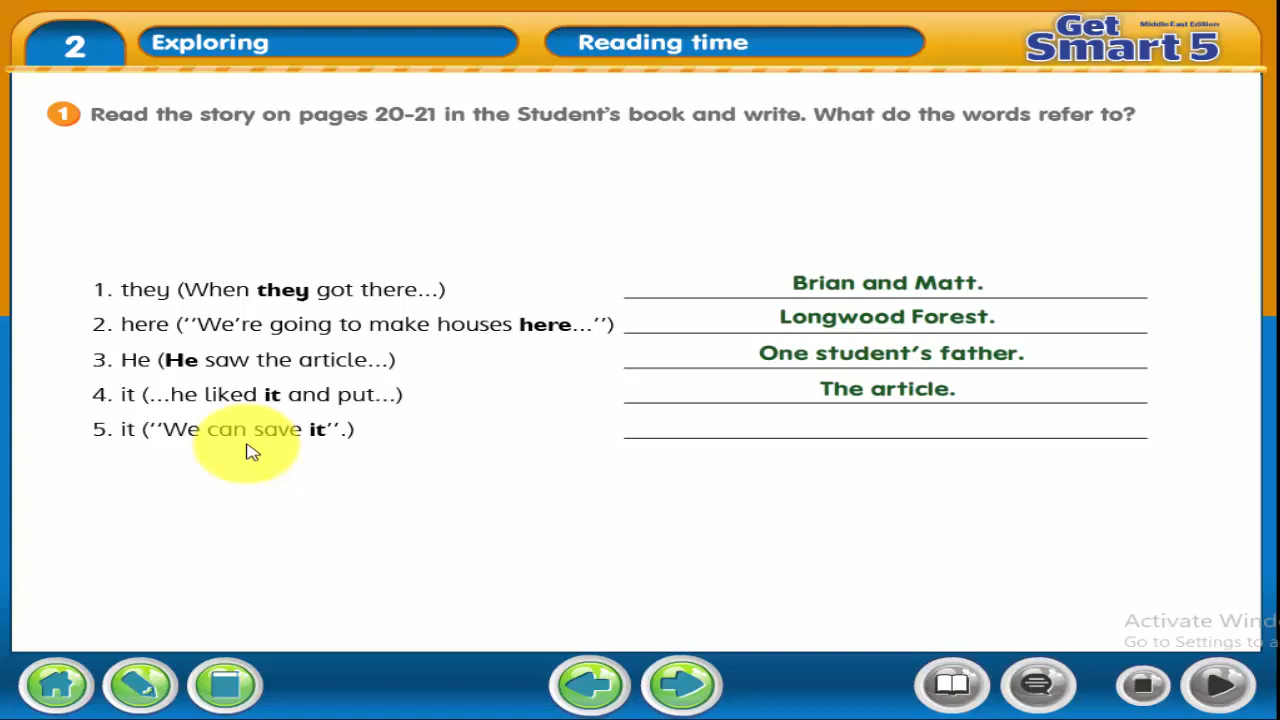 2 Exploring Reading time Get Smart 5 Middle East Edition
1 Read the story on pages 20-21 in the Student's book and write. What do the words refer to?
1. they (When they got there...) Brian and Matt.
2. here (''We're going to make houses here...'') Longwood Forest.
3. He (He saw the article...) One student's father.
4. it (...he liked it and put...) The article.
5. it (''We can save it''.)
Activate Wind
Go to Settings to a